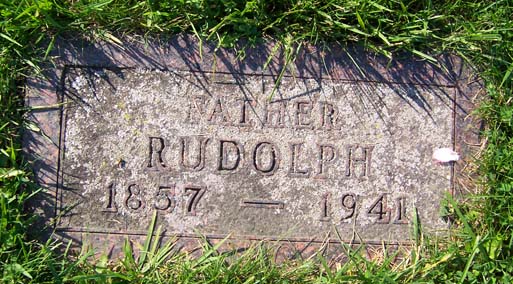 FATHER
RUDOLPH
1857 — 1941